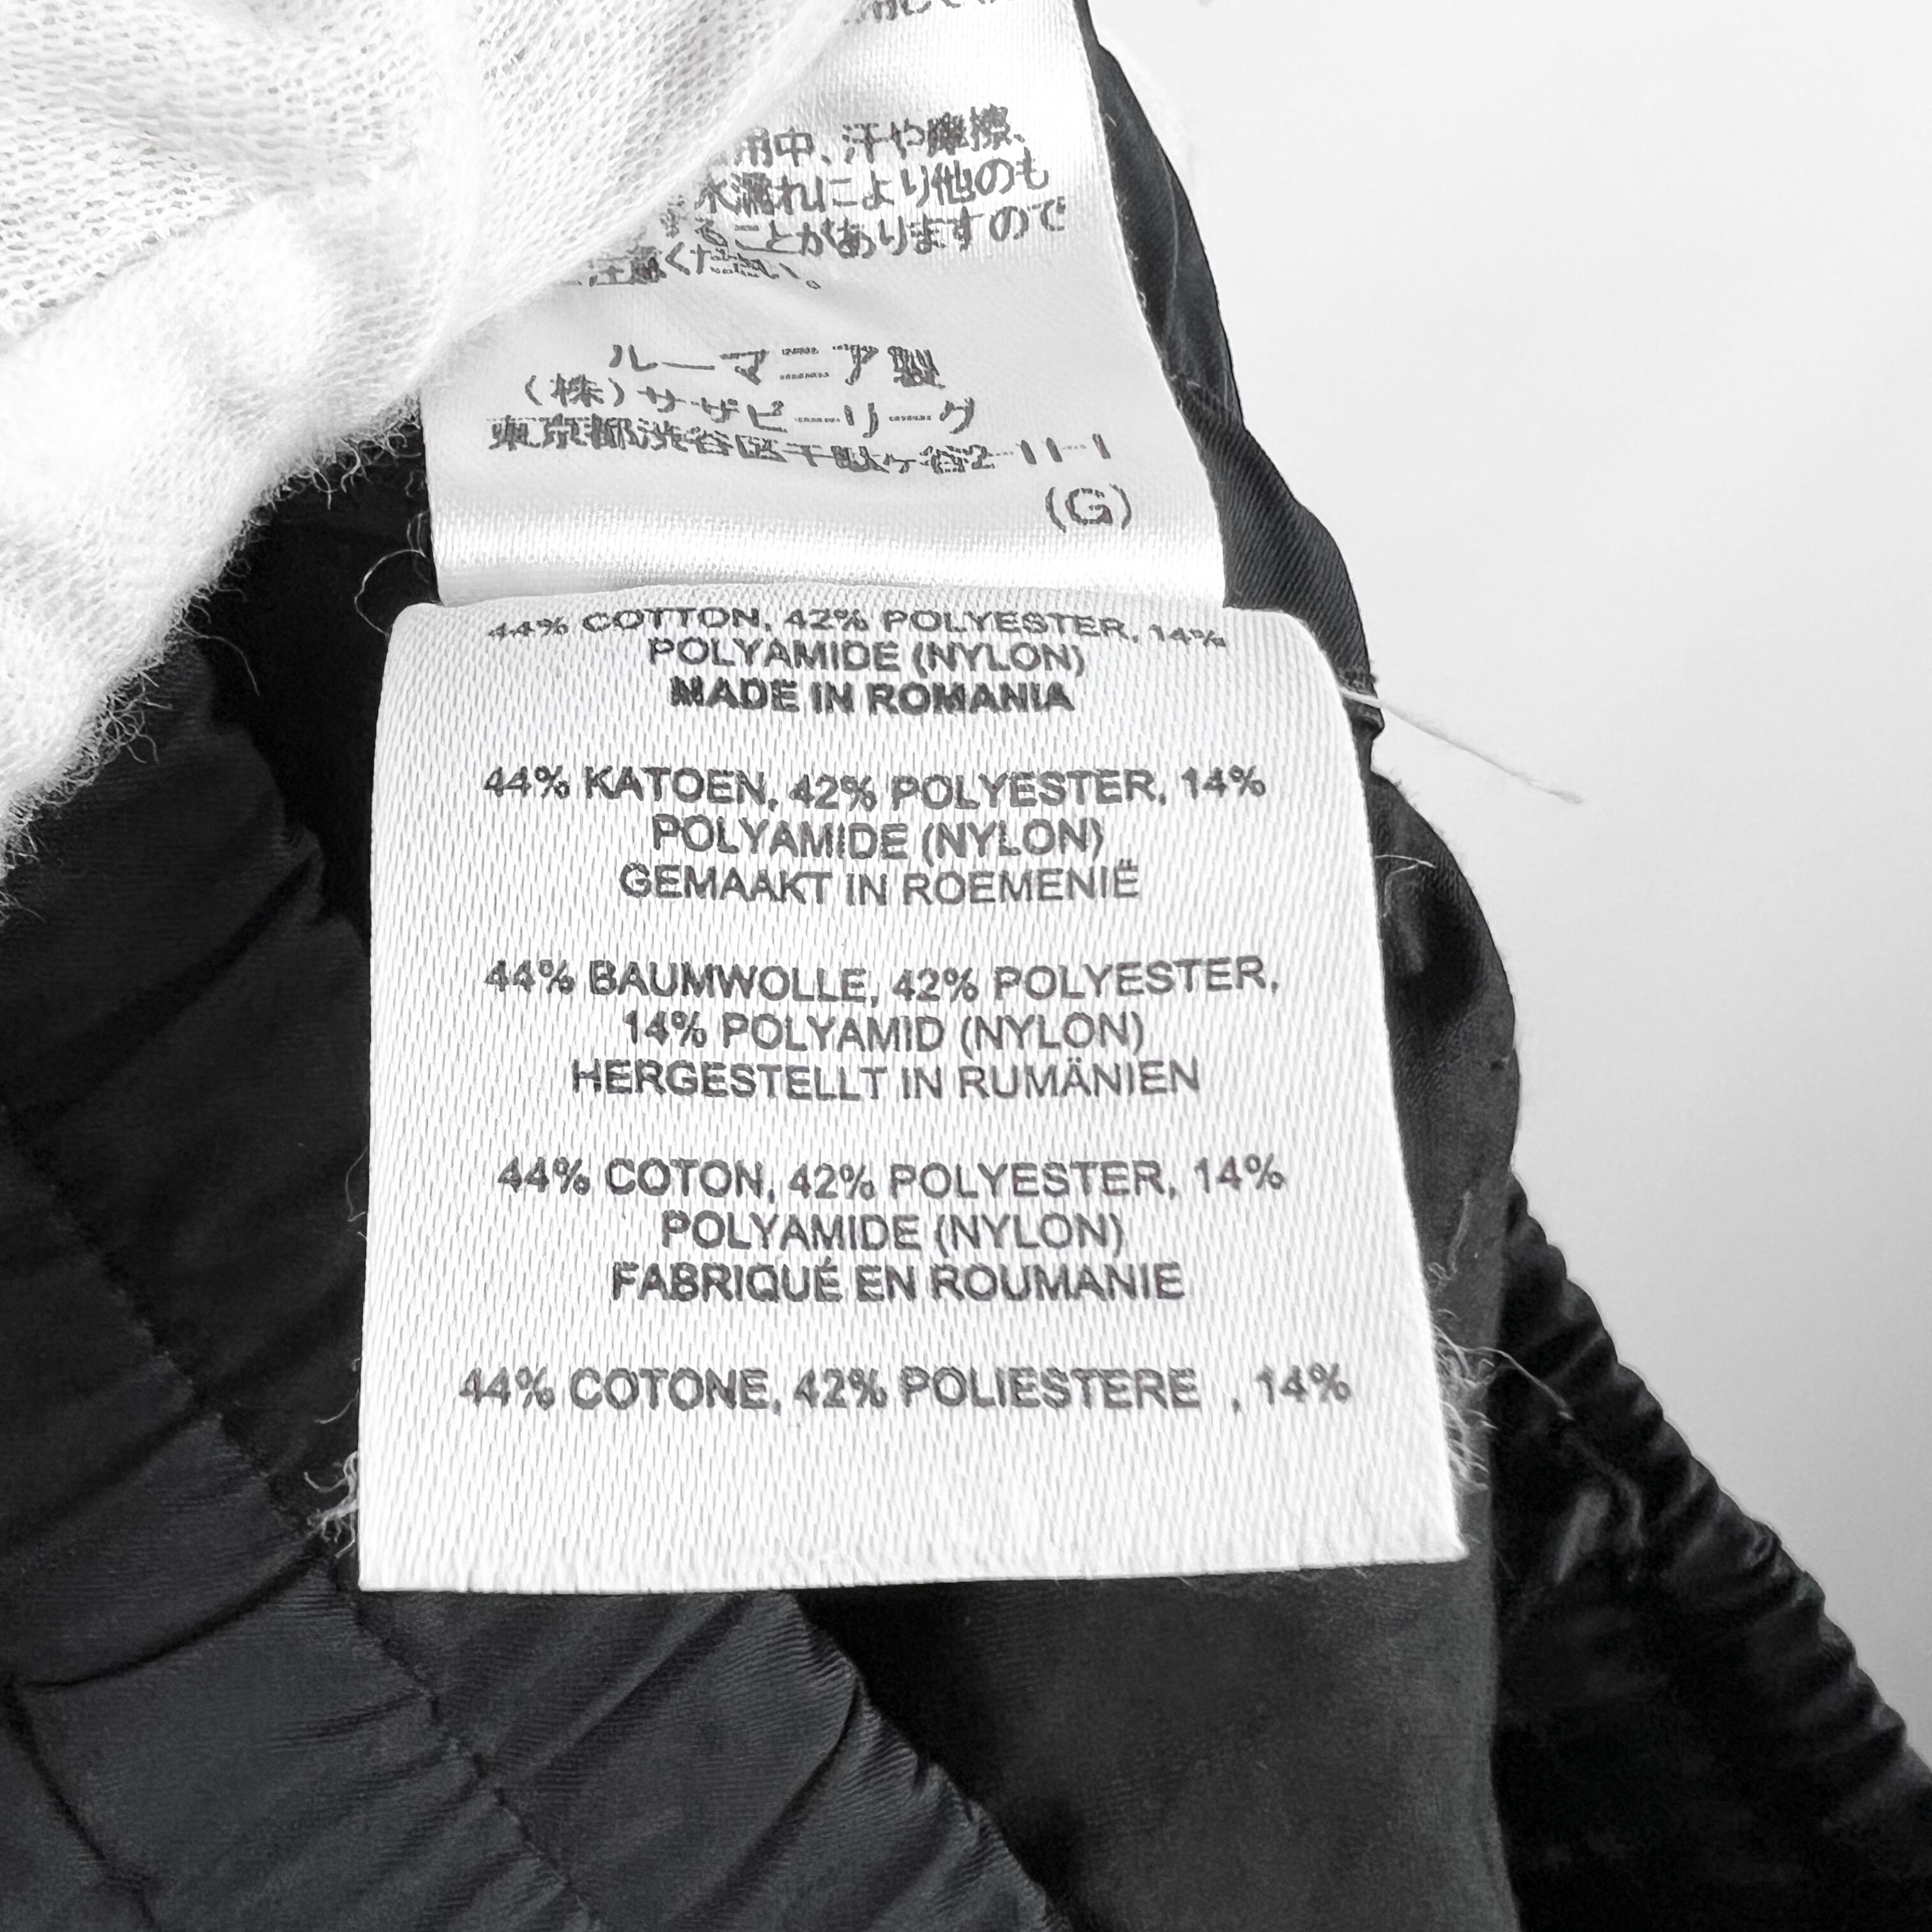 用中、汗や摩擦、
水濡れにより他のも
ることがありますので
注意ください。
ルーマニア製
(株)サザビーリーグ
東京都渋谷区千駄ヶ谷2-11-1
(G)
44% COTTON, 42% POLYESTER, 14%
POLYAMIDE (NYLON)
MADE IN ROMANIA
44% KATOEN, 42% POLYESTER, 14%
POLYAMIDE (NYLON)
GEMAAKT IN ROEMENIË
44% BAUMWOLLE, 42% POLYESTER,
14% POLYAMID (NYLON)
HERGESTELLT IN RUMÄNIEN
44% COTON, 42% POLYESTER, 14%
POLYAMIDE (NYLON)
FABRIQUÉ EN ROUMANIE
44% COTONE, 42% POLIESTERE , 14%